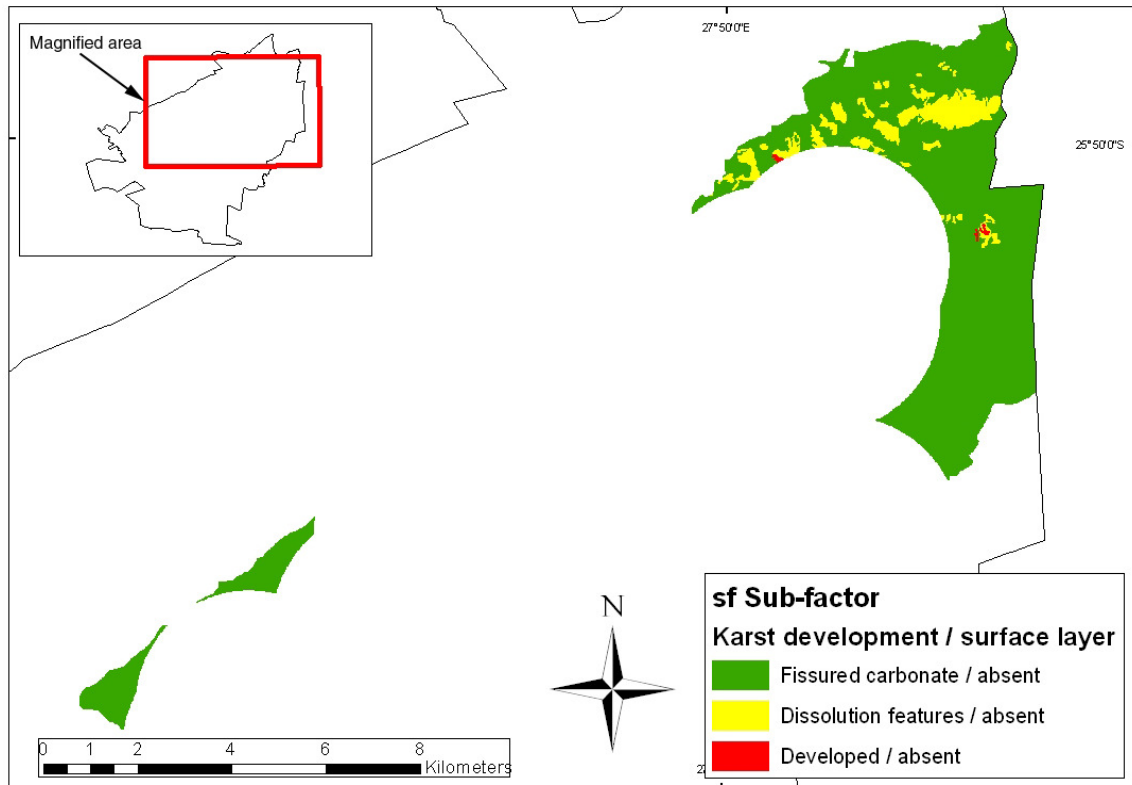 Magnified area
27°50'0"E
25°50'0"S
N
sf Sub-factor
Karst development / surface layer
Fissured carbonate / absent
Dissolution features / absent
Developed / absent
0 1 2 4 6 8
Kilometers
27